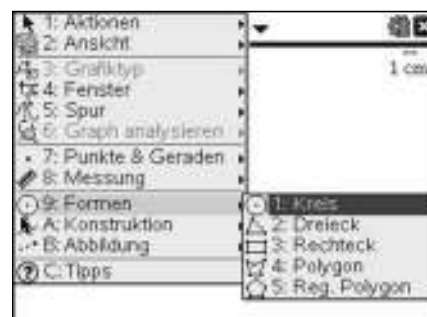 1: Aktionen
2: Ansicht
3: Grafiktyp
4: Fenster
5: Spur
6: Graph analysieren
7: Punkte & Geraden
8: Messung
9: Formen
A: Konstruktion
B: Abbildung
C: Tipps
1 cm
1: Kreis
2: Dreieck
3: Rechteck
4: Polygon
5: Reg. Polygon